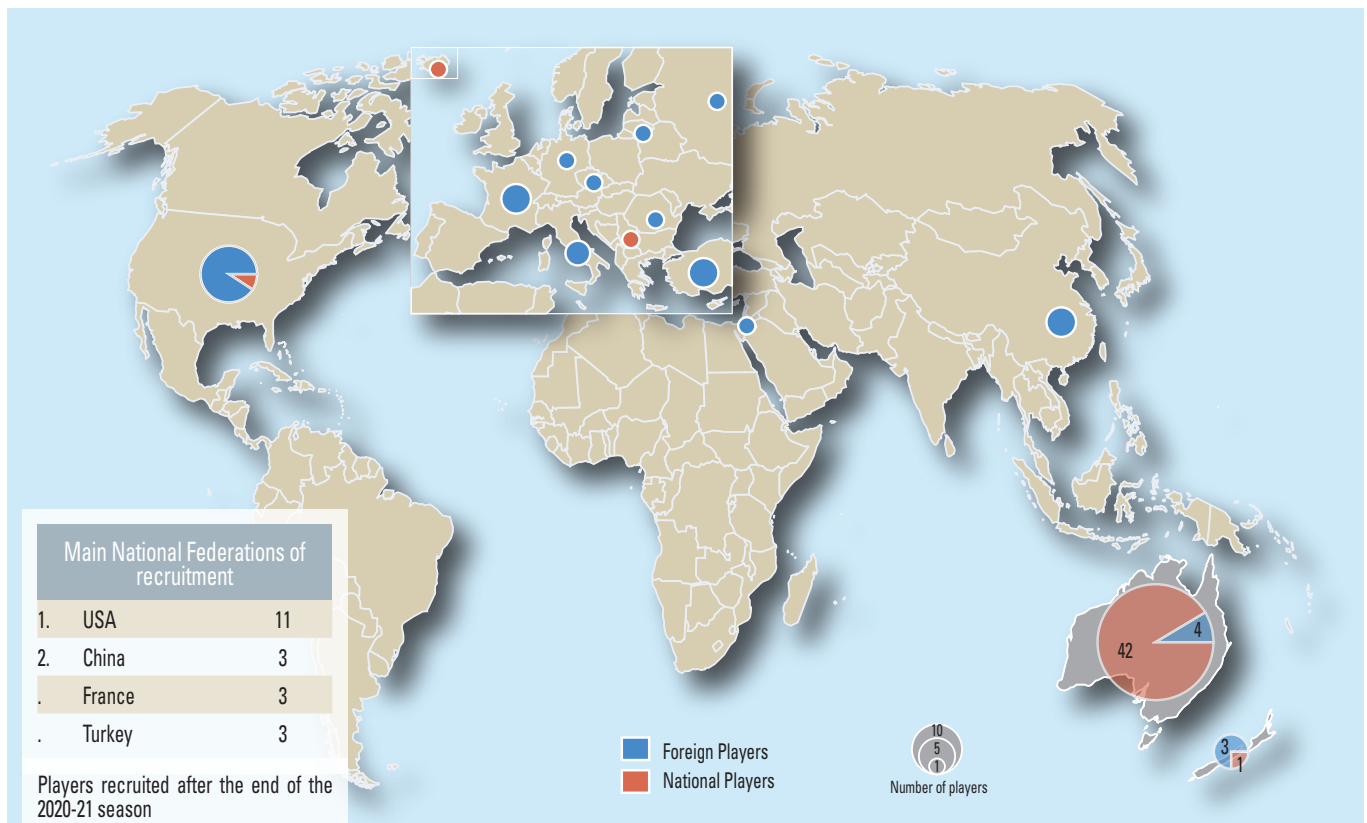 Main National Federations of
recruitment
1. USA 11
2. China 3
. France 3
. Turkey 3
Players recruited after the end of the
2020-21 season
Foreign Players
National Players
10
5
1
Number of players
42
4
3
1